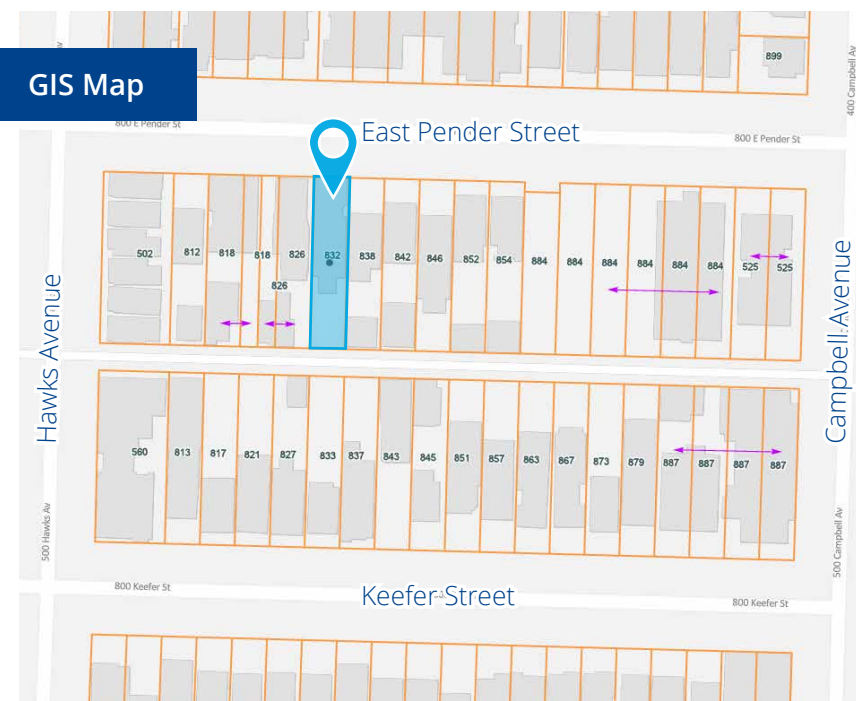 899
400 Campbell Av
GIS Map
800 E Pender St
East Pender Street
800 E Pender St
502 812 818 818 826 832 838 842 846 852 854 884 884 884 884 884 884 525 525
826
Hawks Avenue
Campbell Avenue
560 813 817 821 827 833 837 843 845 851 857 863 867 873 879 887 887 887 887
500 Hawks Av
500 Campbell Av
800 Keefer St
Keefer Street
800 Keefer St